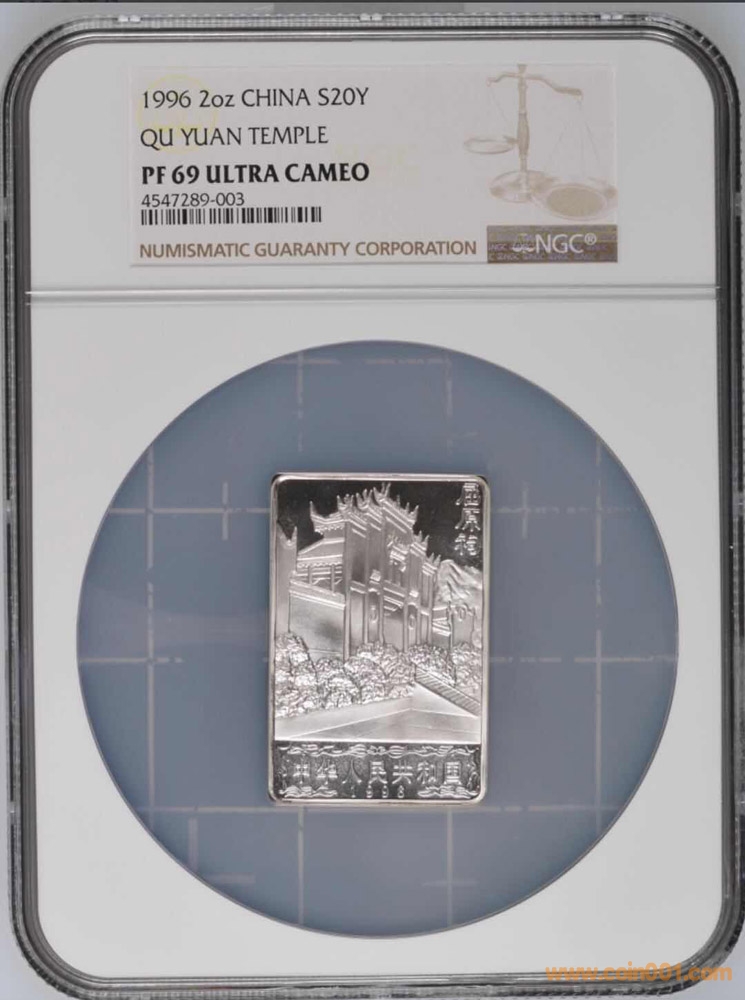 1996 2oz CHINA S20Y
QU YUAN TEMPLE
PF 69 ULTRA CAMEO
4547289-003
NUMISMATIC GUARANTY CORPORATION
NGC®
屈原祠
中华人民共和国
1996
www.coin001.com